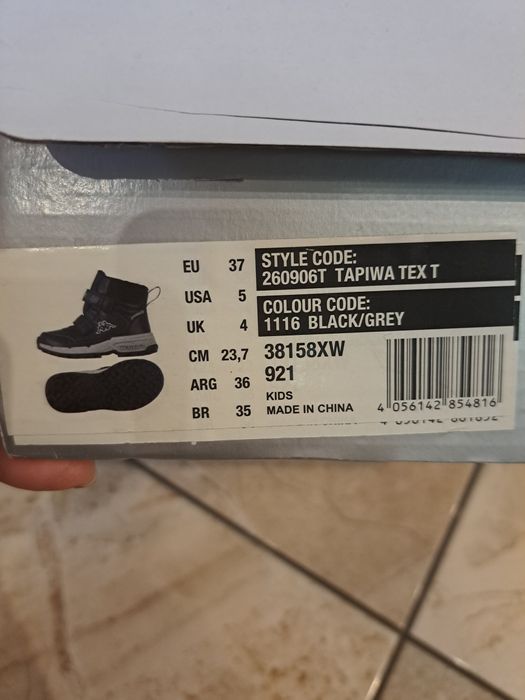 EU 37
USA 5
UK 4
CM 23,7
ARG 36
BR 35
STYLE CODE:
260906T TAPIWA TEX T
COLOUR CODE:
1116 BLACK/GREY
38158XW
921
KIDS
MADE IN CHINA
4 056142 854816